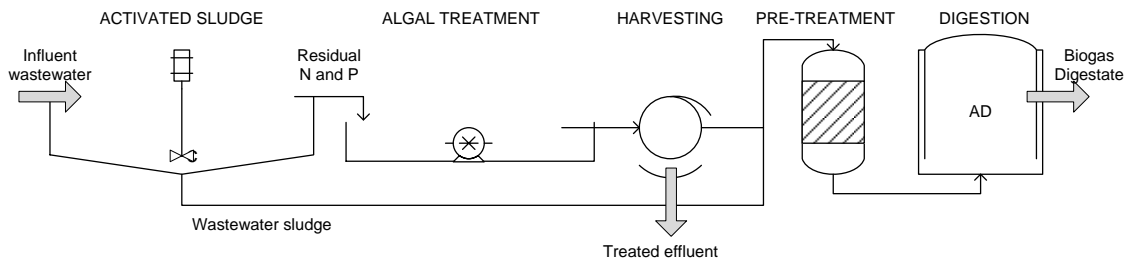 ACTIVATED SLUDGE
ALGAL TREATMENT
HARVESTING
PRE-TREATMENT
DIGESTION
Influent
wastewater
Residual
N and P
Biogas
Digestate
AD
Wastewater sludge
Treated effluent